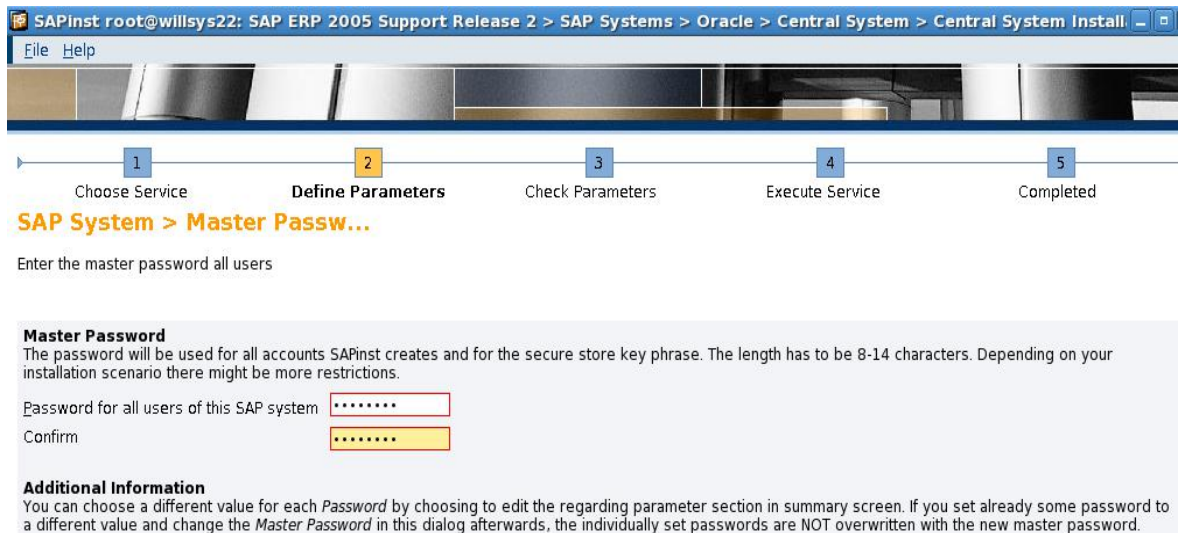 SAPinst root@willsys22: SAP ERP 2005 Support Release 2 > SAP Systems > Oracle > Central System > Central System Install
File Help
1 2 3 4 5
Choose Service Define Parameters Check Parameters Execute Service Completed
SAP System > Master Passw...
Enter the master password all users
Master Password
The password will be used for all accounts SAPinst creates and for the secure store key phrase. The length has to be 8-14 characters. Depending on your
installation scenario there might be more restrictions.
Password for all users of this SAP system ••••••••
Confirm ••••••••
Additional Information
You can choose a different value for each Password by choosing to edit the regarding parameter section in summary screen. If you set already some password to
a different value and change the Master Password in this dialog afterwards, the individually set passwords are NOT overwritten with the new master password.